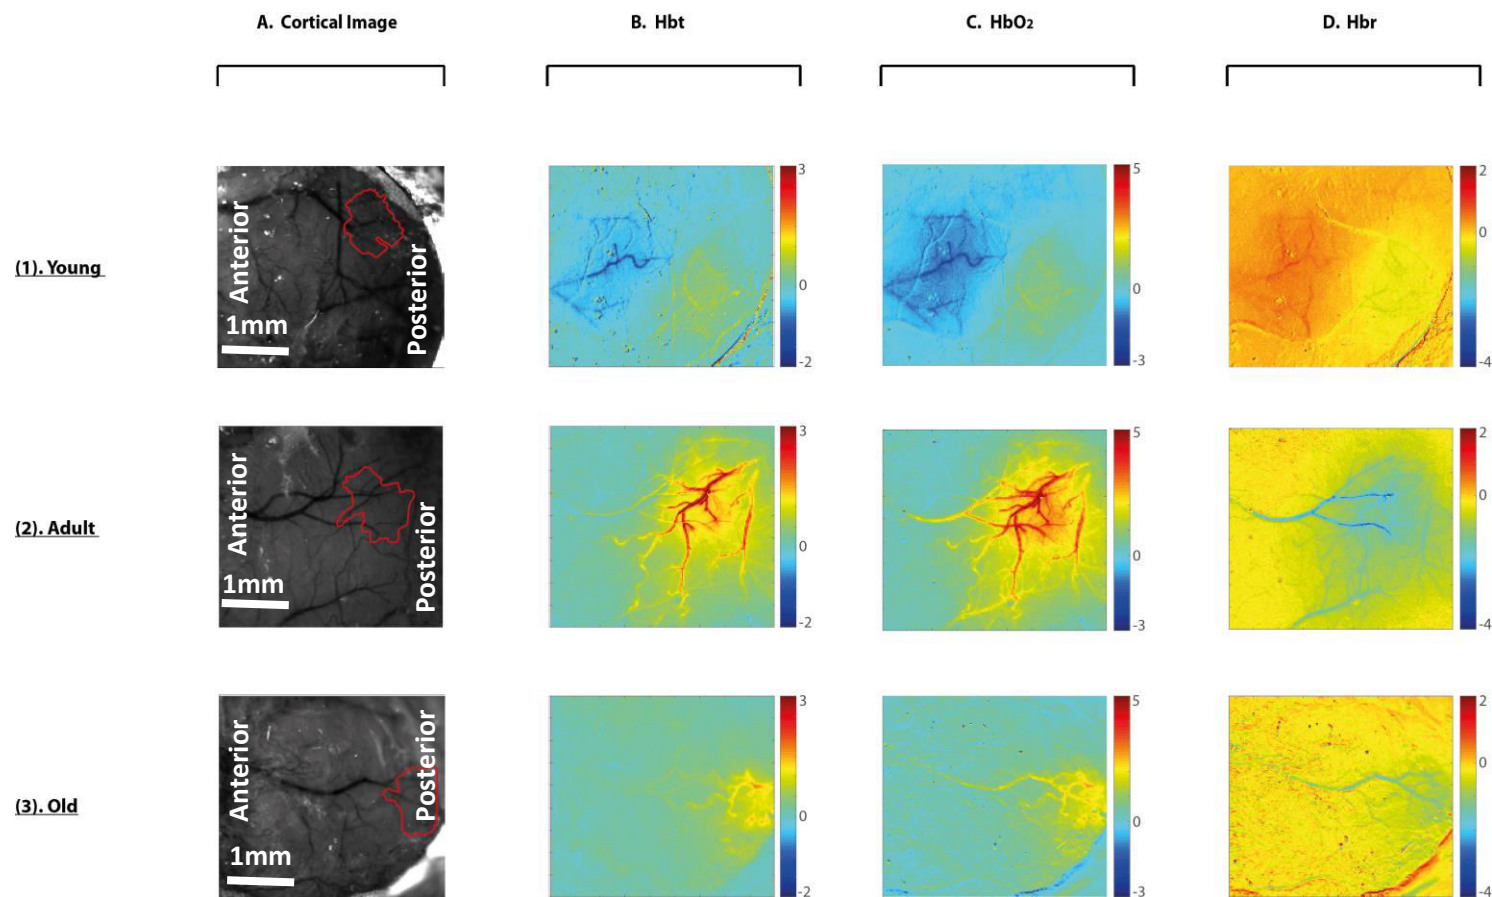 A. Cortical Image B. Hbt C. HbO2 D. Hbr
(1). Young
Anterior
Posterior
1mm
3
0
-2
5
0
-3
2
0
-4
(2). Adult
Anterior
Posterior
1mm
3
0
-2
5
0
-3
2
0
-4
(3). Old
Anterior
Posterior
1mm
3
0
-2
5
0
-3
2
0
-4